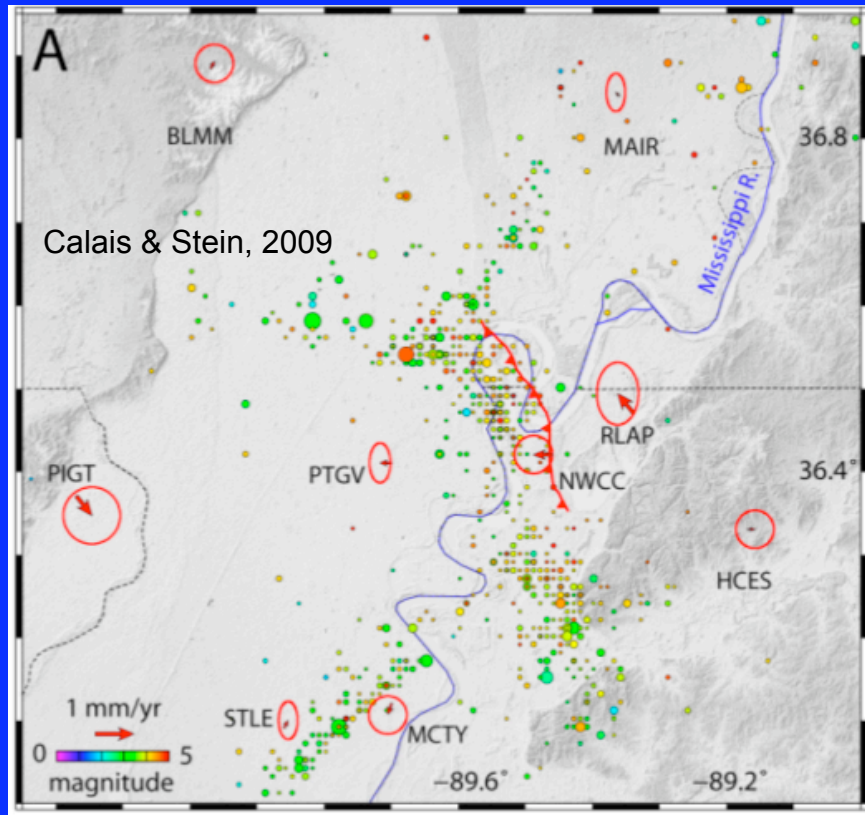 A
BLMM
MAIR
36.8
Mississippi R.
Calais & Stein, 2009
RLAP
PIGT
PTGV
NWCC
36.4°
HCES
1 mm/yr
STLE
MCTY
0
5
magnitude
−89.6°
−89.2°